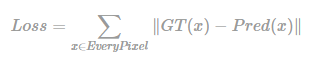 Loss = ∑ ‖GT(x) − Pred(x)‖
x∈EveryPixel